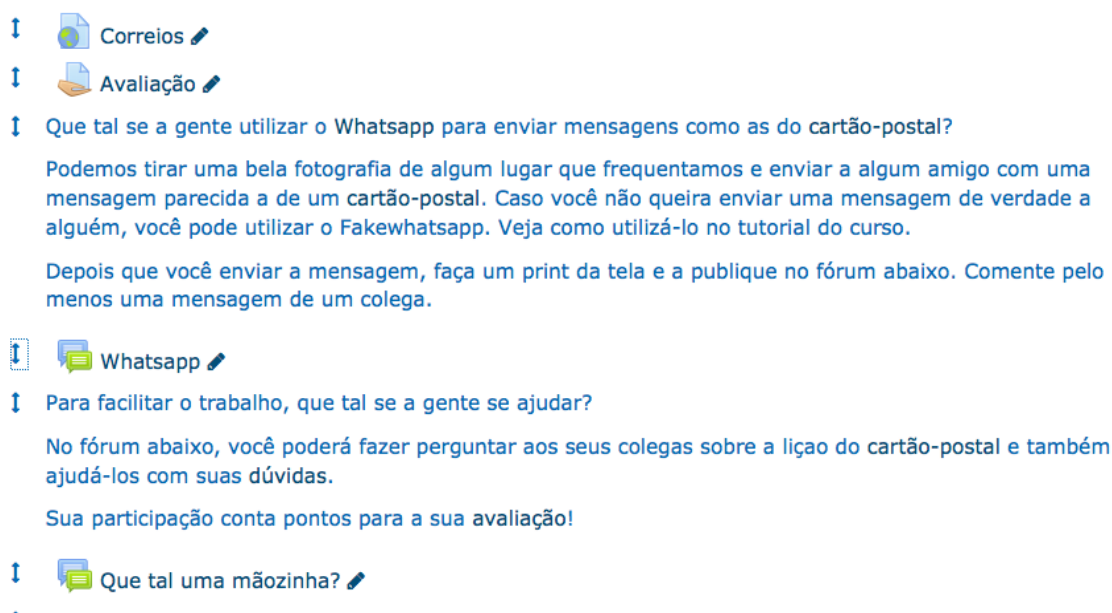 Correios
Avaliação
Que tal se a gente utilizar o Whatsapp para enviar mensagens como as do cartão-postal?
Podemos tirar uma bela fotografia de algum lugar que frequentamos e enviar a algum amigo com uma
mensagem parecida a de um cartão-postal. Caso você não queira enviar uma mensagem de verdade a
alguém, você pode utilizar o Fakewhatsapp. Veja como utilizá-lo no tutorial do curso.
Depois que você enviar a mensagem, faça um print da tela e a publique no fórum abaixo. Comente pelo
menos uma mensagem de um colega.
Whatsapp
Para facilitar o trabalho, que tal se a gente se ajudar?
No fórum abaixo, você poderá fazer perguntar aos seus colegas sobre a liçao do cartão-postal e também
ajudá-los com suas dúvidas.
Sua participação conta pontos para a sua avaliação!
Que tal uma mãozinha?